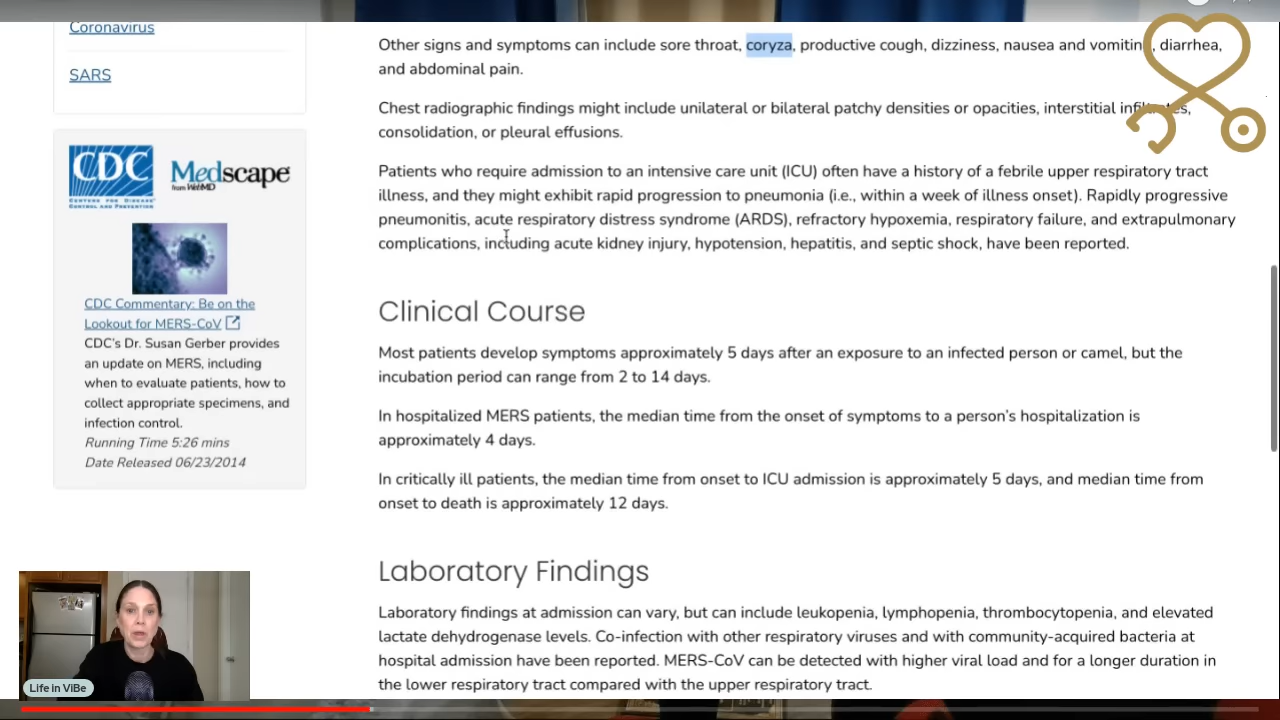 Coronavirus
SARS
CDC
CENTERS FOR DISEASE
CONTROL AND PREVENTION
Medscape
from WebMD
CDC Commentary: Be on the
Lookout for MERS-CoV
CDC's Dr. Susan Gerber provides
an update on MERS, including
when to evaluate patients, how to
collect appropriate specimens, and
infection control.
Running Time 5:26 mins
Date Released 06/23/2014
Other signs and symptoms can include sore throat, coryza, productive cough, dizziness, nausea and vomiting, diarrhea,
and abdominal pain.
Chest radiographic findings might include unilateral or bilateral patchy densities or opacities, interstitial infiltrates,
consolidation, or pleural effusions.
Patients who require admission to an intensive care unit (ICU) often have a history of a febrile upper respiratory tract
illness, and they might exhibit rapid progression to pneumonia (i.e., within a week of illness onset). Rapidly progressive
pneumonitis, acute respiratory distress syndrome (ARDS), refractory hypoxemia, respiratory failure, and extrapulmonary
complications, including acute kidney injury, hypotension, hepatitis, and septic shock, have been reported.
Clinical Course
Most patients develop symptoms approximately 5 days after an exposure to an infected person or camel, but the
incubation period can range from 2 to 14 days.
In hospitalized MERS patients, the median time from the onset of symptoms to a person's hospitalization is
approximately 4 days.
In critically ill patients, the median time from onset to ICU admission is approximately 5 days, and median time from
onset to death is approximately 12 days.
Laboratory Findings
Laboratory findings at admission can vary, but can include leukopenia, lymphopenia, thrombocytopenia, and elevated
lactate dehydrogenase levels. Co-infection with other respiratory viruses and with community-acquired bacteria at
hospital admission have been reported. MERS-CoV can be detected with higher viral load and for a longer duration in
the lower respiratory tract compared with the upper respiratory tract.
Life in ViBe